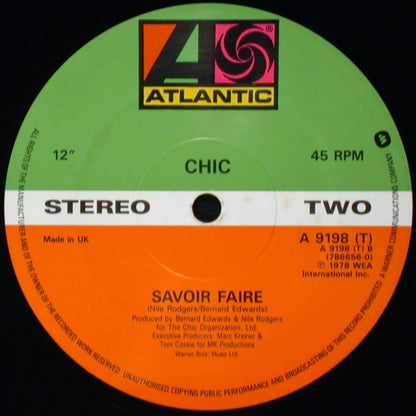 ATLANTIC
12"
CHIC
45 RPM
STEREO
TWO
Made in UK
A 9198 (T)
A 9198 (T) B
(786656-0)
℗ 1978 WEA
International Inc.
SAVOIR FAIRE
(Nile Rodgers/Bernard Edwards)
Produced by Bernard Edwards & Nile Rodgers
for The Chic Organization, Ltd.
Executive Producers: Marc Kreiner &
Tom Cossie for MK Productions
Warner Bros. Music Ltd
ALL RIGHTS OF THE MANUFACTURER AND OF THE OWNER OF THE RECORDED WORK RESERVED. UNAUTHORISED COPYING PUBLIC PERFORMANCE AND BROADCASTING OF THIS RECORD PROHIBITED. A WARNER COMMUNICATIONS COMPANY